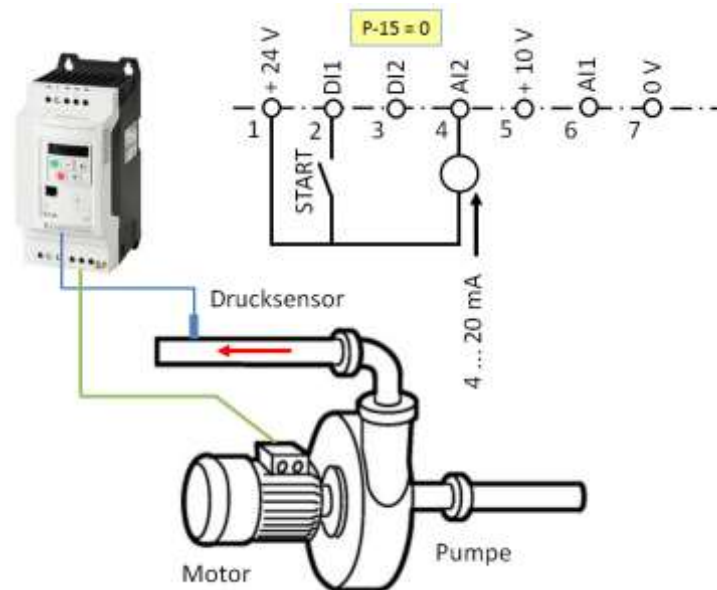 P-15 = 0
+ 24 V
DI1
DI2
AI2
+ 10 V
AI1
0 V
1
2
3
4
5
6
7
START
4 ... 20 mA
Drucksensor
Motor
Pumpe